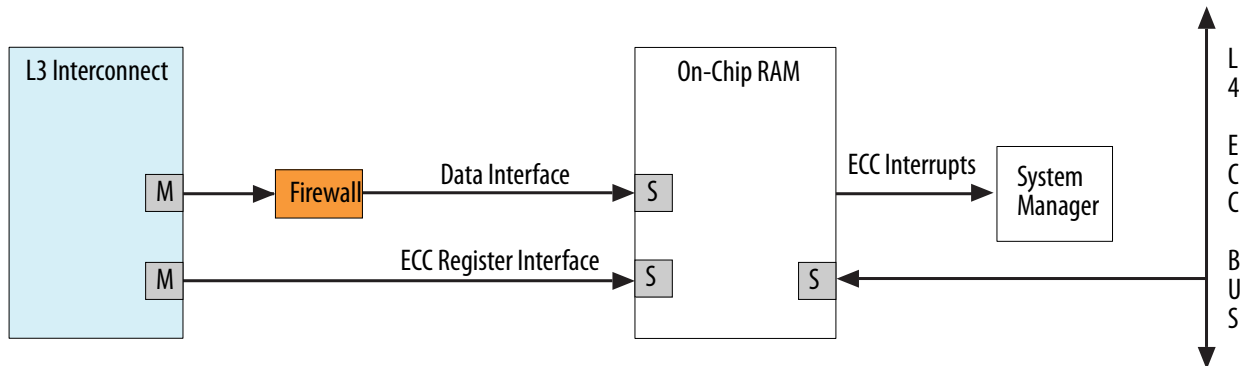 L3 Interconnect
On-Chip RAM
M
Firewall
Data Interface
S
ECC Interrupts
System
Manager
M
ECC Register Interface
S
S
L
4
E
C
C
B
U
S